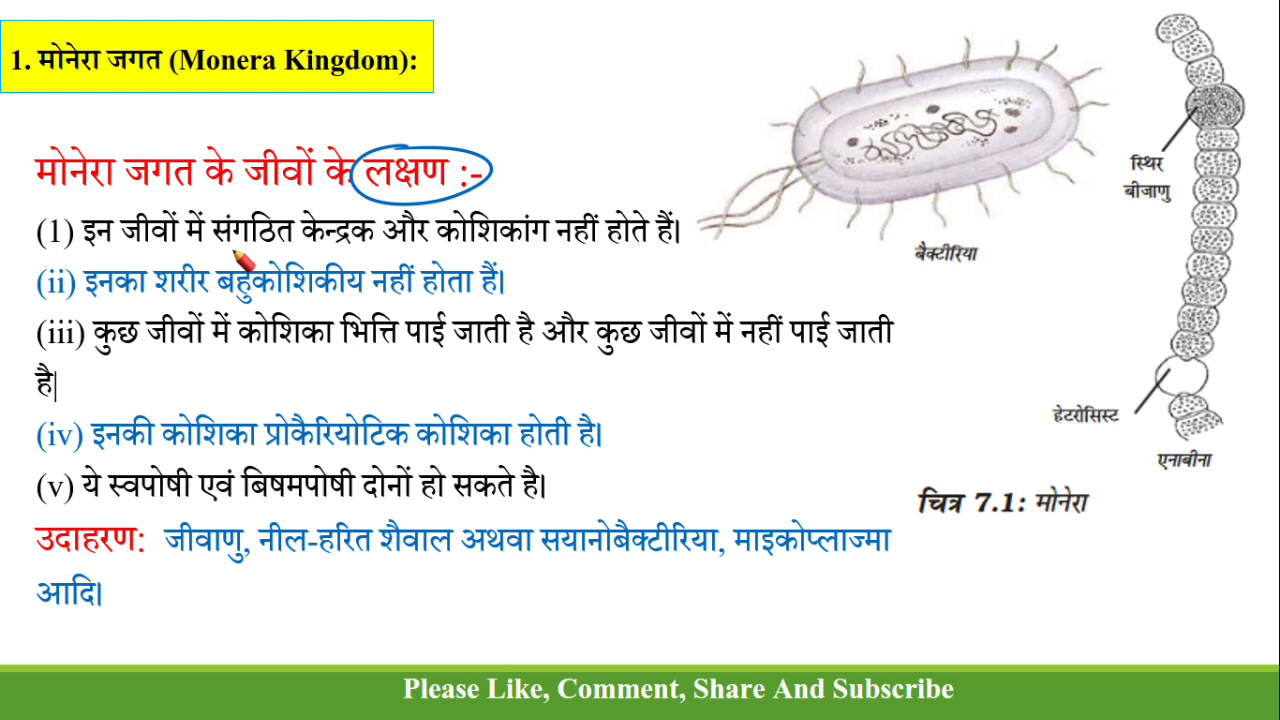 1. मोनेरा जगत (Monera Kingdom):
मोनेरा जगत के जीवों के लक्षण :-
(1) इन जीवों में संगठित केन्द्रक और कोशिकांग नहीं होते हैं।
(ii) इनका शरीर बहुकोशिकीय नहीं होता हैं।
(iii) कुछ जीवों में कोशिका भित्ति पाई जाती है और कुछ जीवों में नहीं पाई जाती
है|
(iv) इनकी कोशिका प्रोकैरियोटिक कोशिका होती है।
(v) ये स्वपोषी एवं बिषमपोषी दोनों हो सकते है।
उदाहरण: जीवाणु, नील-हरित शैवाल अथवा सयानोबैक्टीरिया, माइकोप्लाज्मा
आदि।
बैक्टीरिया
स्थिर
बीजाणु
हेटरोसिस्ट
एनाबीना
चित्र 7.1: मोनेरा
Please Like, Comment, Share And Subscribe